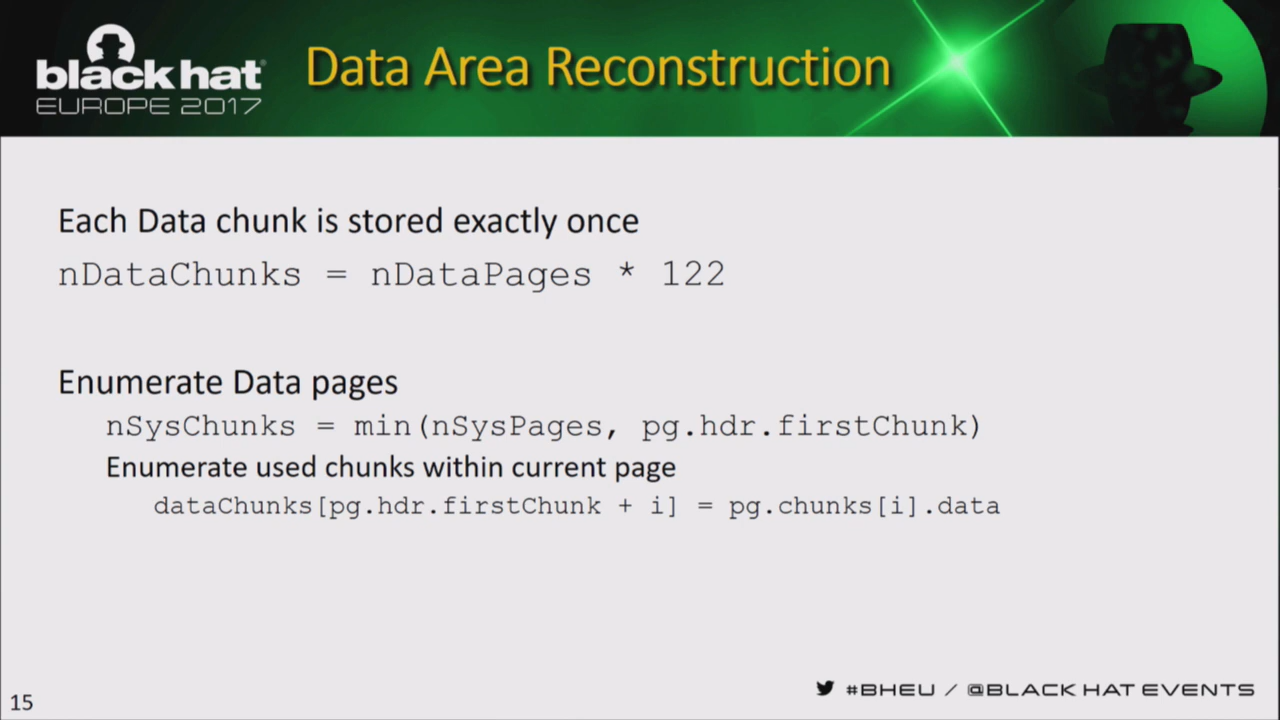 black hat
EUROPE 2017
Data Area Reconstruction
Each Data chunk is stored exactly once
nDataChunks = nDataPages * 122
Enumerate Data pages
nSysChunks = min(nSysPages, pg.hdr.firstChunk)
Enumerate used chunks within current page
dataChunks[pg.hdr.firstChunk + i] = pg.chunks[i].data
15
#BHEU / @BLACK HAT EVENTS